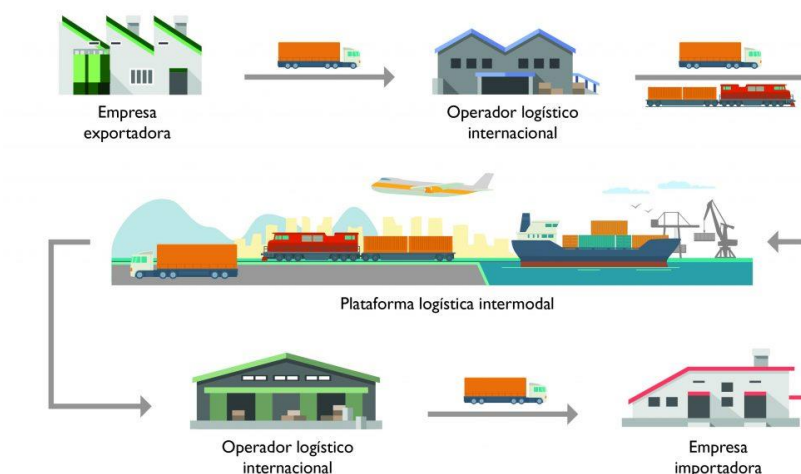 Empresa
exportadora
Operador logístico
internacional
Plataforma logística intermodal
Operador logístico
internacional
Empresa
importadora